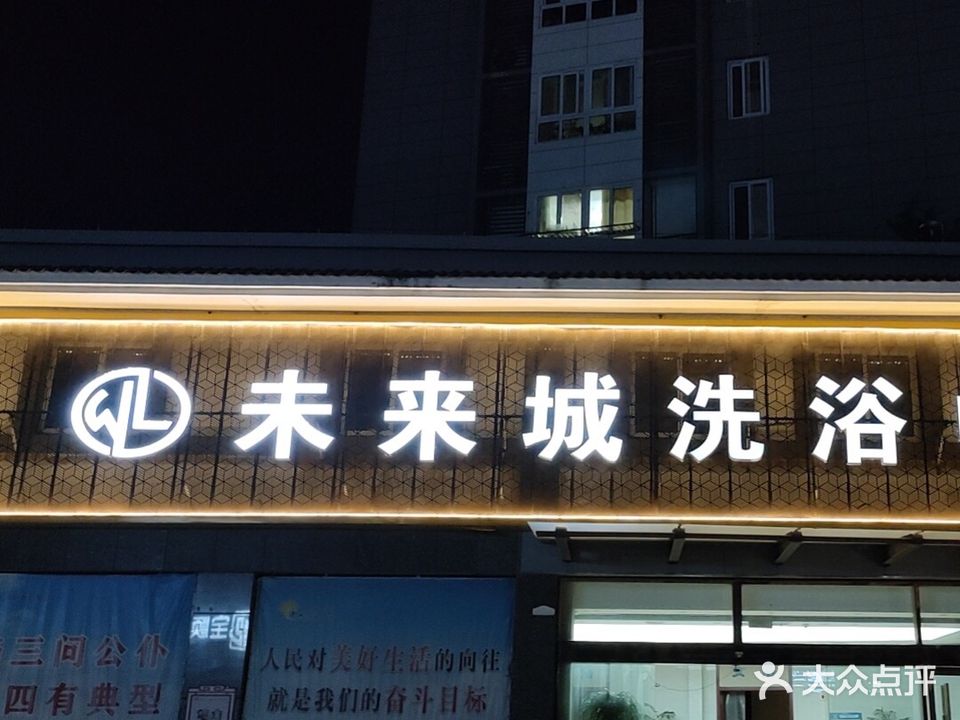 WL 未来城洗浴
三问公仆
四有典型
人民对美好生活的向往
就是我们的奋斗目标
大众点评